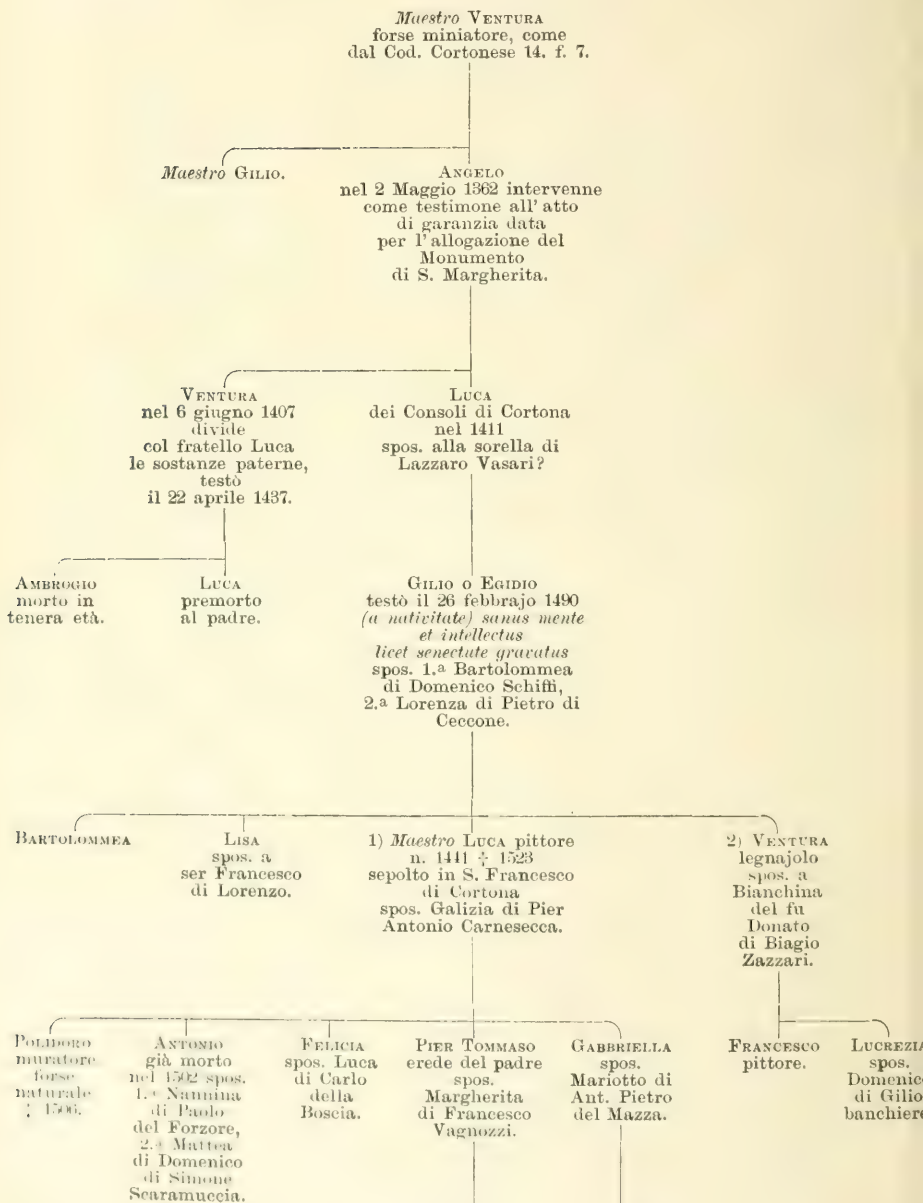 Maestro VENTURA
forse miniatore, come
dal Cod. Cortonese 14. f. 7.
Maestro GILIO.
ANGELO
nel 2 Maggio 1362 intervenne
come testimone all' atto
di garanzia data
per l' allogazione del
Monumento
di S. Margherita.
VENTURA
nel 6 giugno 1407
divide
col fratello Luca
le sostanze paterne,
testò
il 22 aprile 1437.
LUCA
dei Consoli di Cortona
nel 1411
spos. alla sorella di
Lazzaro Vasari?
AMBROGIO
morto in
tenera età.
LUCA
premorto
al padre.
GILIO O EGIDIO
testò il 26 febbrajo 1490
(a nativitate) sanus mente
et intellectus
licet senectute gravatus
spos. 1.ª Bartolommea
di Domenico Schiffi,
2.ª Lorenza di Pietro di
Ceccone.
BARTOLOMMEA
LISA
spos. a
ser Francesco
di Lorenzo.
1) Maestro LUCA pittore
n. 1441 ÷ 1523
sepolto in S. Francesco
di Cortona
spos. Galizia di Pier
Antonio Carnesecca.
2) VENTURA
legnajolo
spos. a
Bianchina
del fu
Donato
di Biagio
Zazzari.
POLIDORO
muratore
forse
naturale
1506.
ANTONIO
già morto
nel 1502 spos.
1.ª Nannina
di Paolo
del Forzore,
2.ª Mattea
di Domenico
di Simone
Scaramuccia.
FELICIA
spos. Luca
di Carlo
della
Boscia.
PIER TOMMASO
erede del padre
spos.
Margherita
di Francesco
Vagnozzi.
GABBRIELLA
spos.
Mariotto di
Ant. Pietro
del Mazza.
FRANCESCO
pittore.
LUCREZIA
spos.
Domenico
di Gilio
banchiere